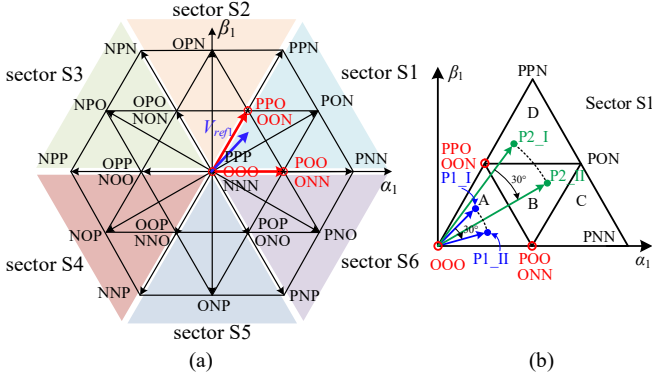 sector S2
β1
NPN
OPN
PPN
sector S3
sector S1
NPO
OPO
NON
PPO
OON
PON
Vref1
NPP
OPP
NOO
PPP
OOO
NNN
POO
ONN
PNN
α1
NOP
OOP
NNO
POP
ONO
PNO
sector S4
sector S6
NNP
ONP
PNP
sector S5
(a)
β1
PPN
Sector S1
D
PPO
OON
P2_I
PON
P1_I
30°
P2_II
A
B
C
30°
PNN
OOO
P1_II
POO
ONN
α1
(b)